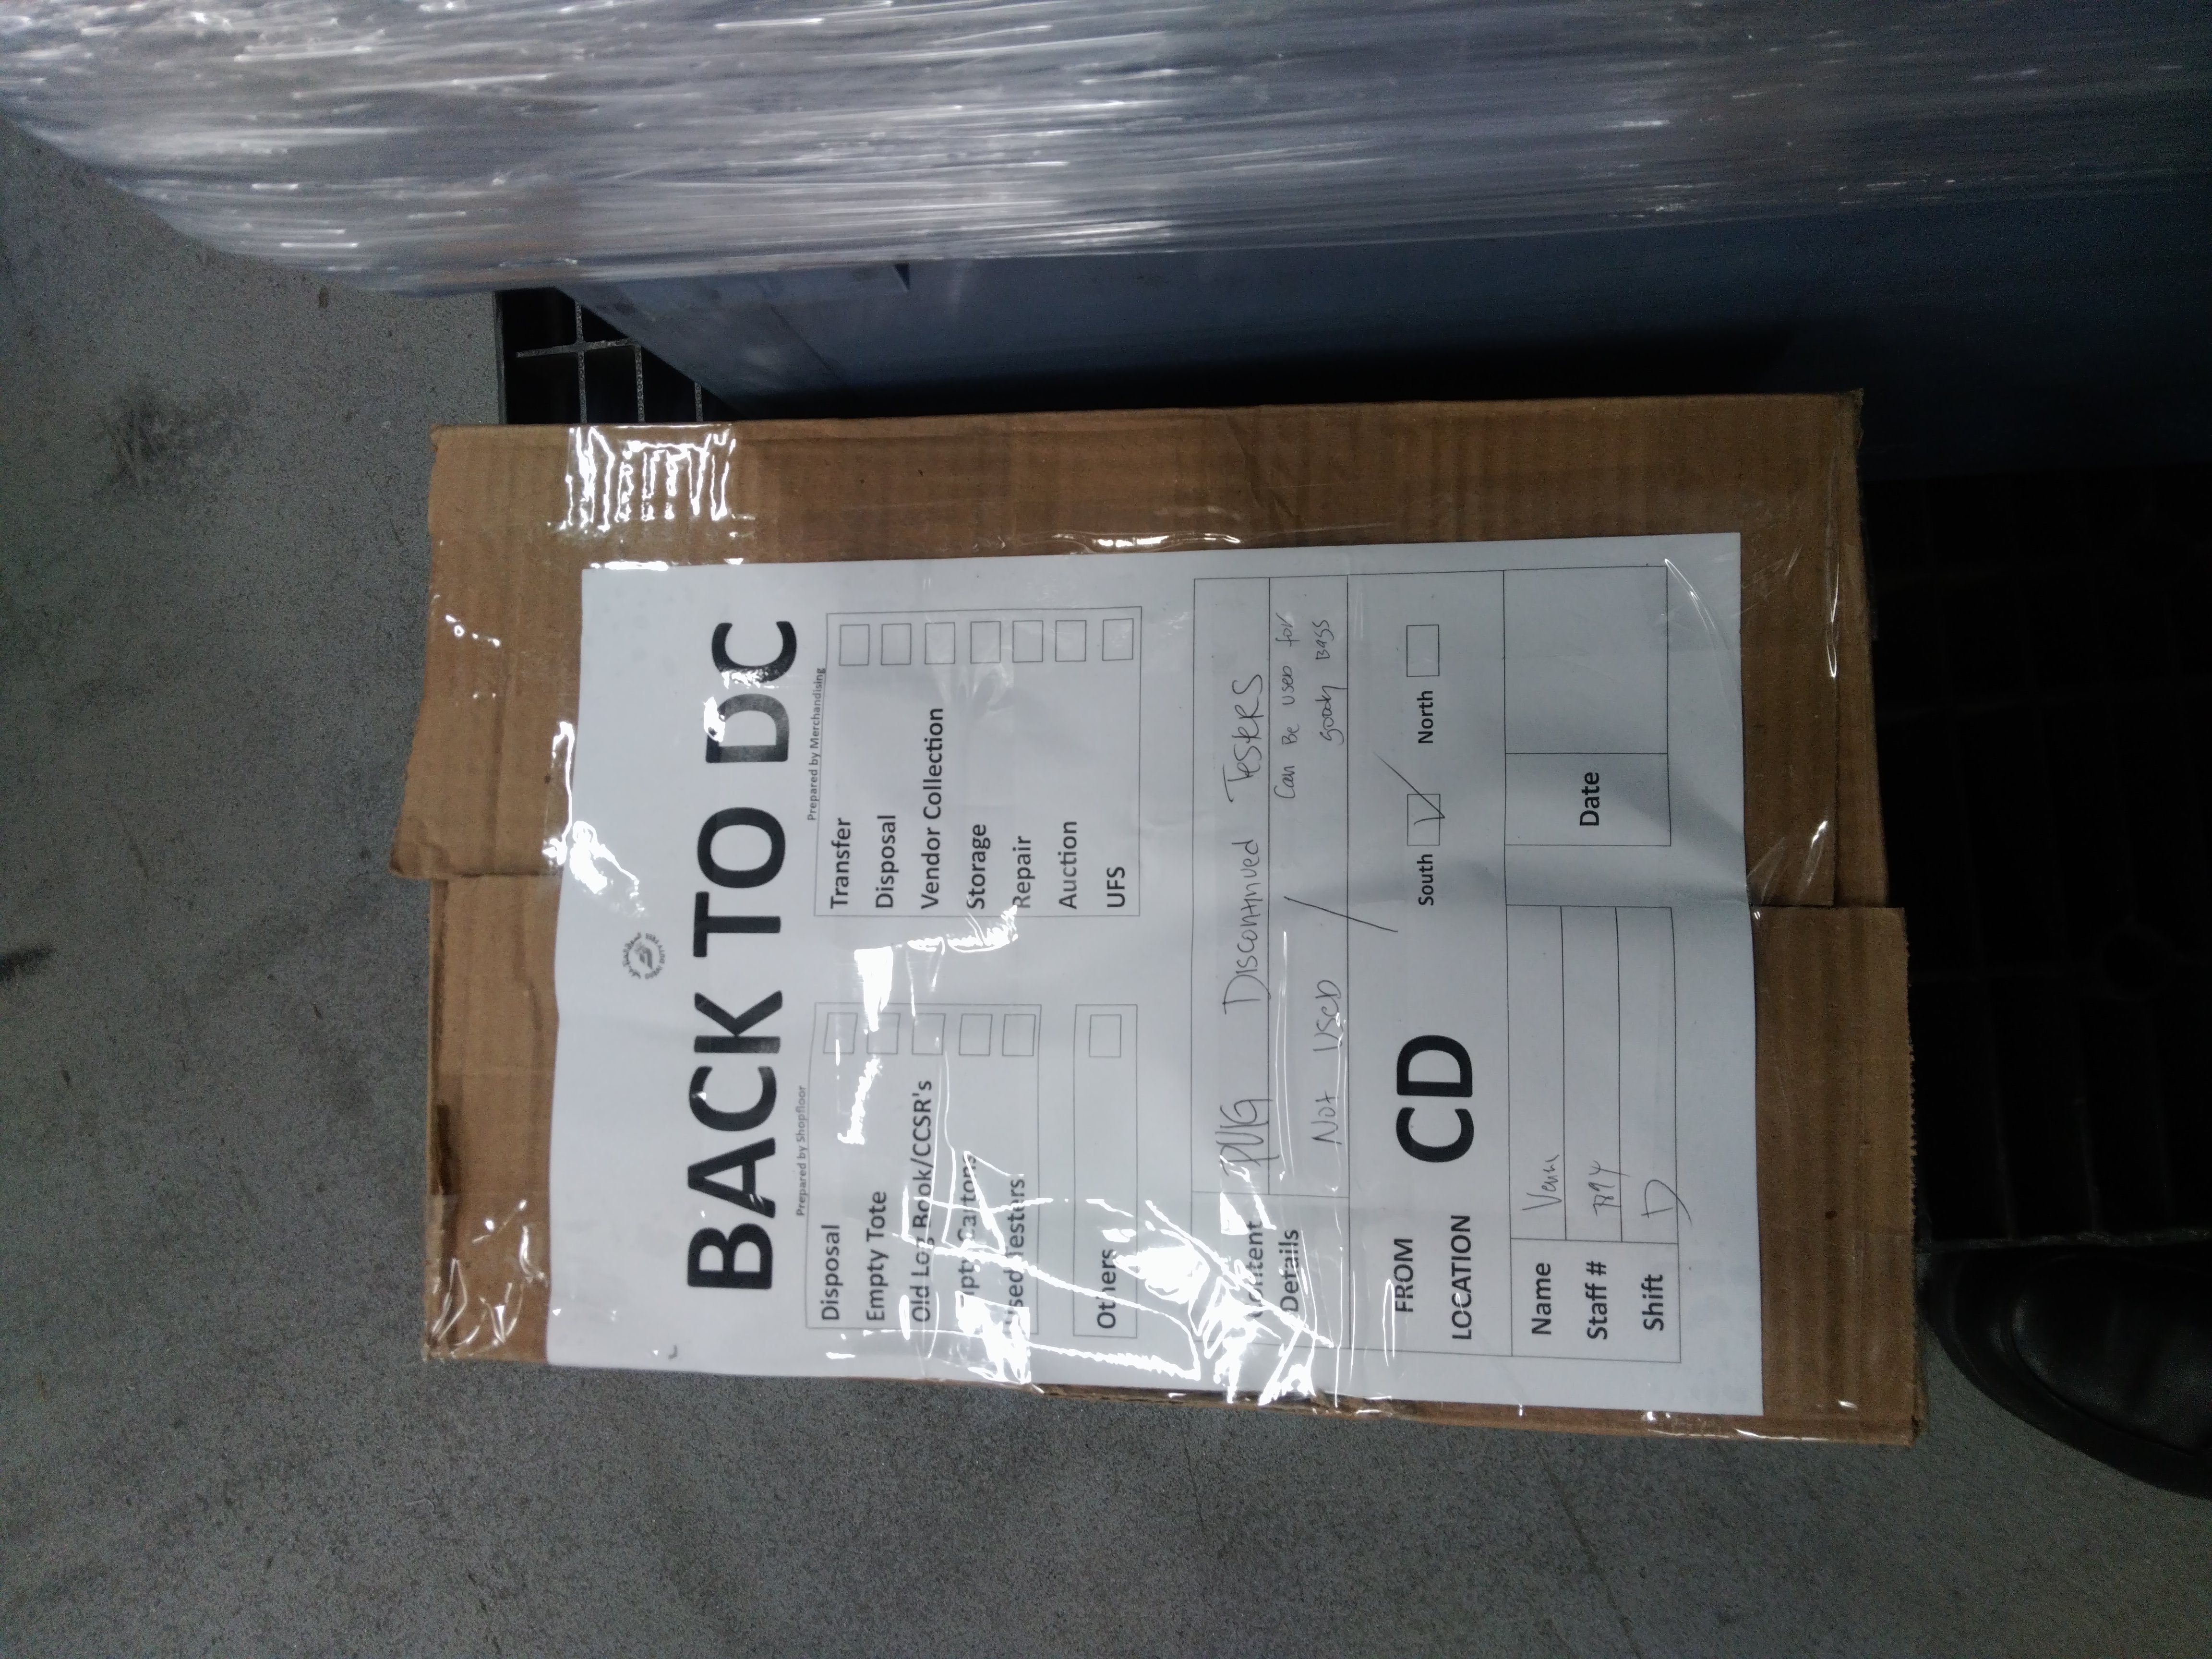 BACK TO DC
Prepared by Shopfloor
Disposal
Empty Tote
Old Log Book/CCSR's
Empty Cartons
Used Testers
Others
Prepared by Merchandising
Transfer
Disposal
Vendor Collection
Storage
Repair
Auction
UFS
Content PUIG Discontinued Testers
Details Not Used / Can Be used for
goody Bags
FROM
LOCATION
CD
South North
Name
Staff #
Shift D
Date